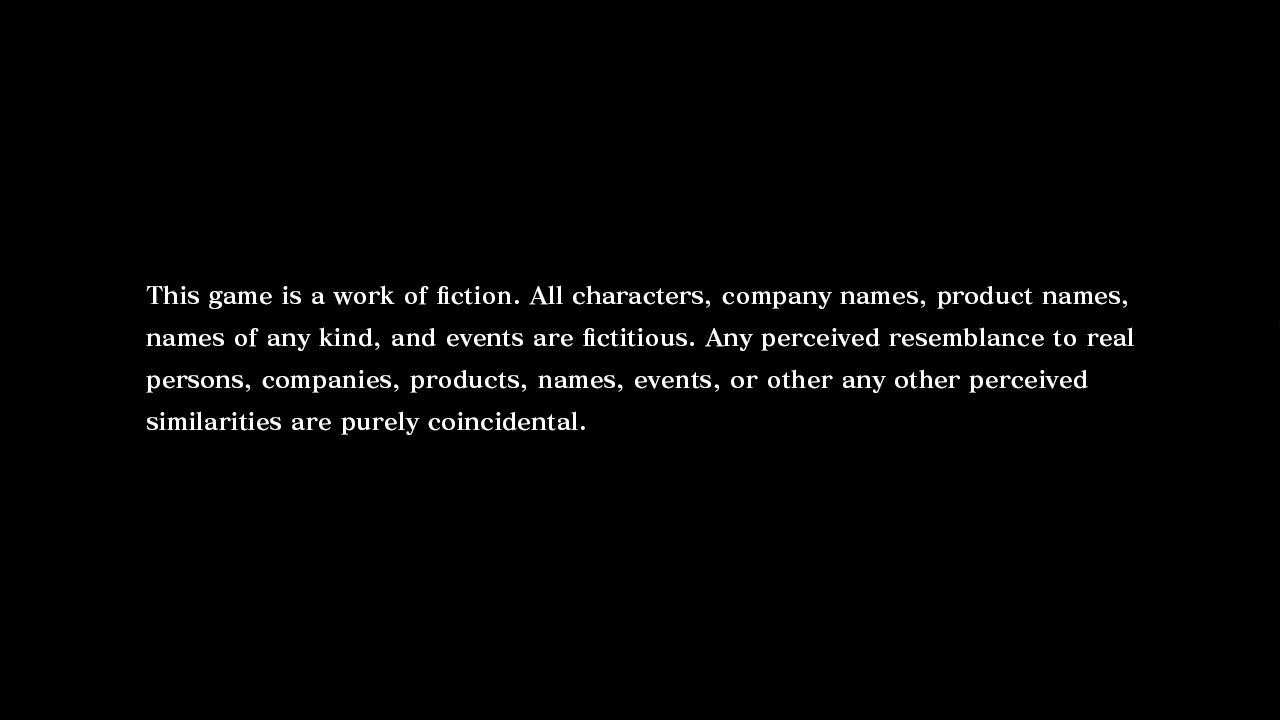 This game is a work of fiction. All characters, company names, product names,
names of any kind, and events are fictitious. Any perceived resemblance to real
persons, companies, products, names, events, or other any other perceived
similarities are purely coincidental.